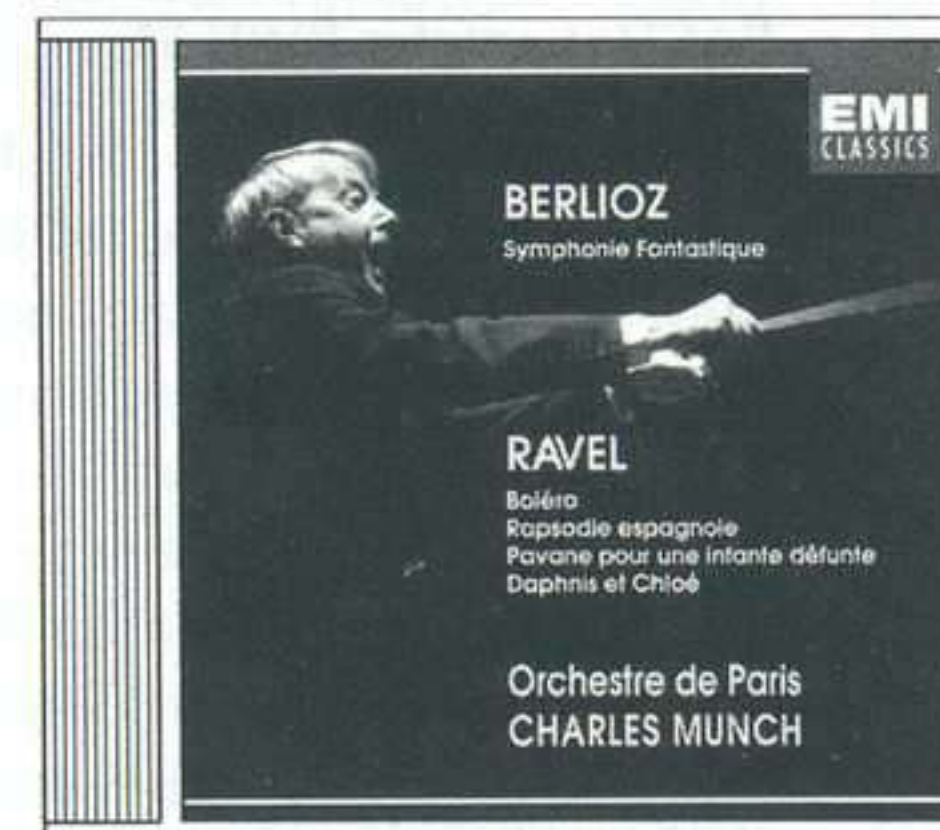 EMI
CLASSICS
BERLIOZ
Symphonie Fantastique
RAVEL
Boléro
Rapsodie espagnole
Pavane pour une infante défunte
Daphnis et Chloé
Orchestre de Paris
CHARLES MUNCH